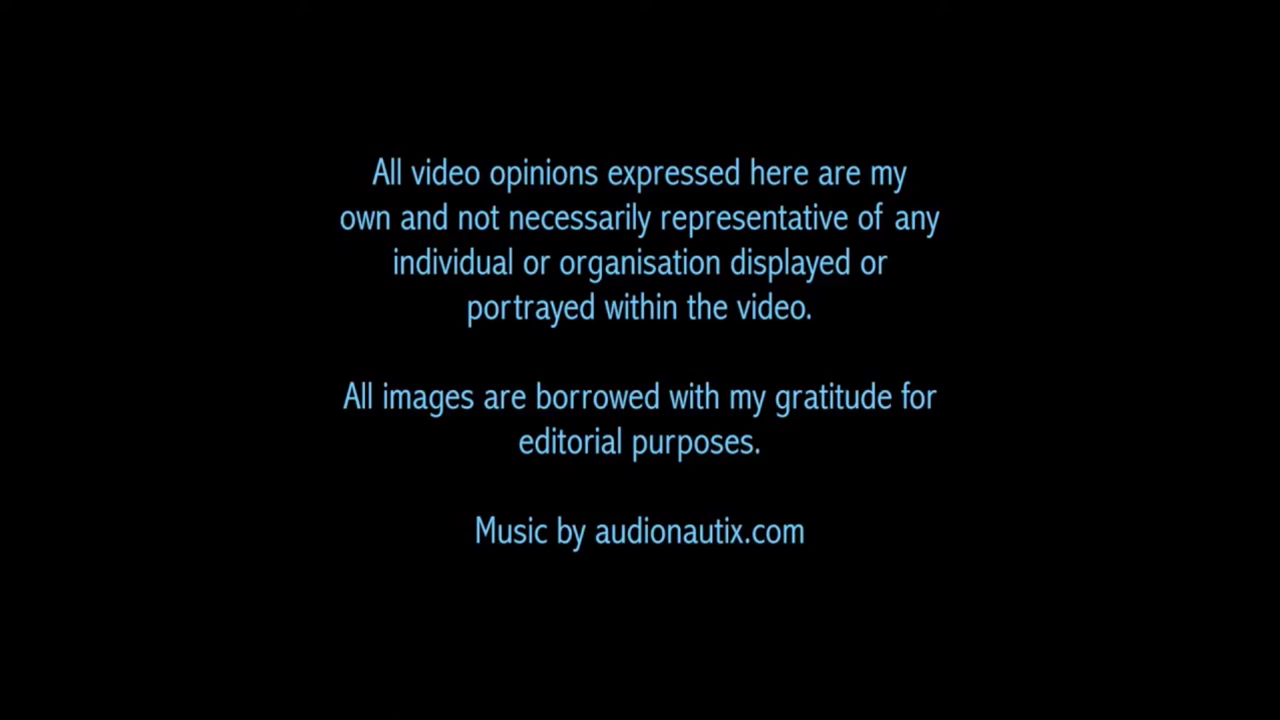 All video opinions expressed here are my
own and not necessarily representative of any
individual or organisation displayed or
portrayed within the video.
All images are borrowed with my gratitude for
editorial purposes.
Music by audionautix.com